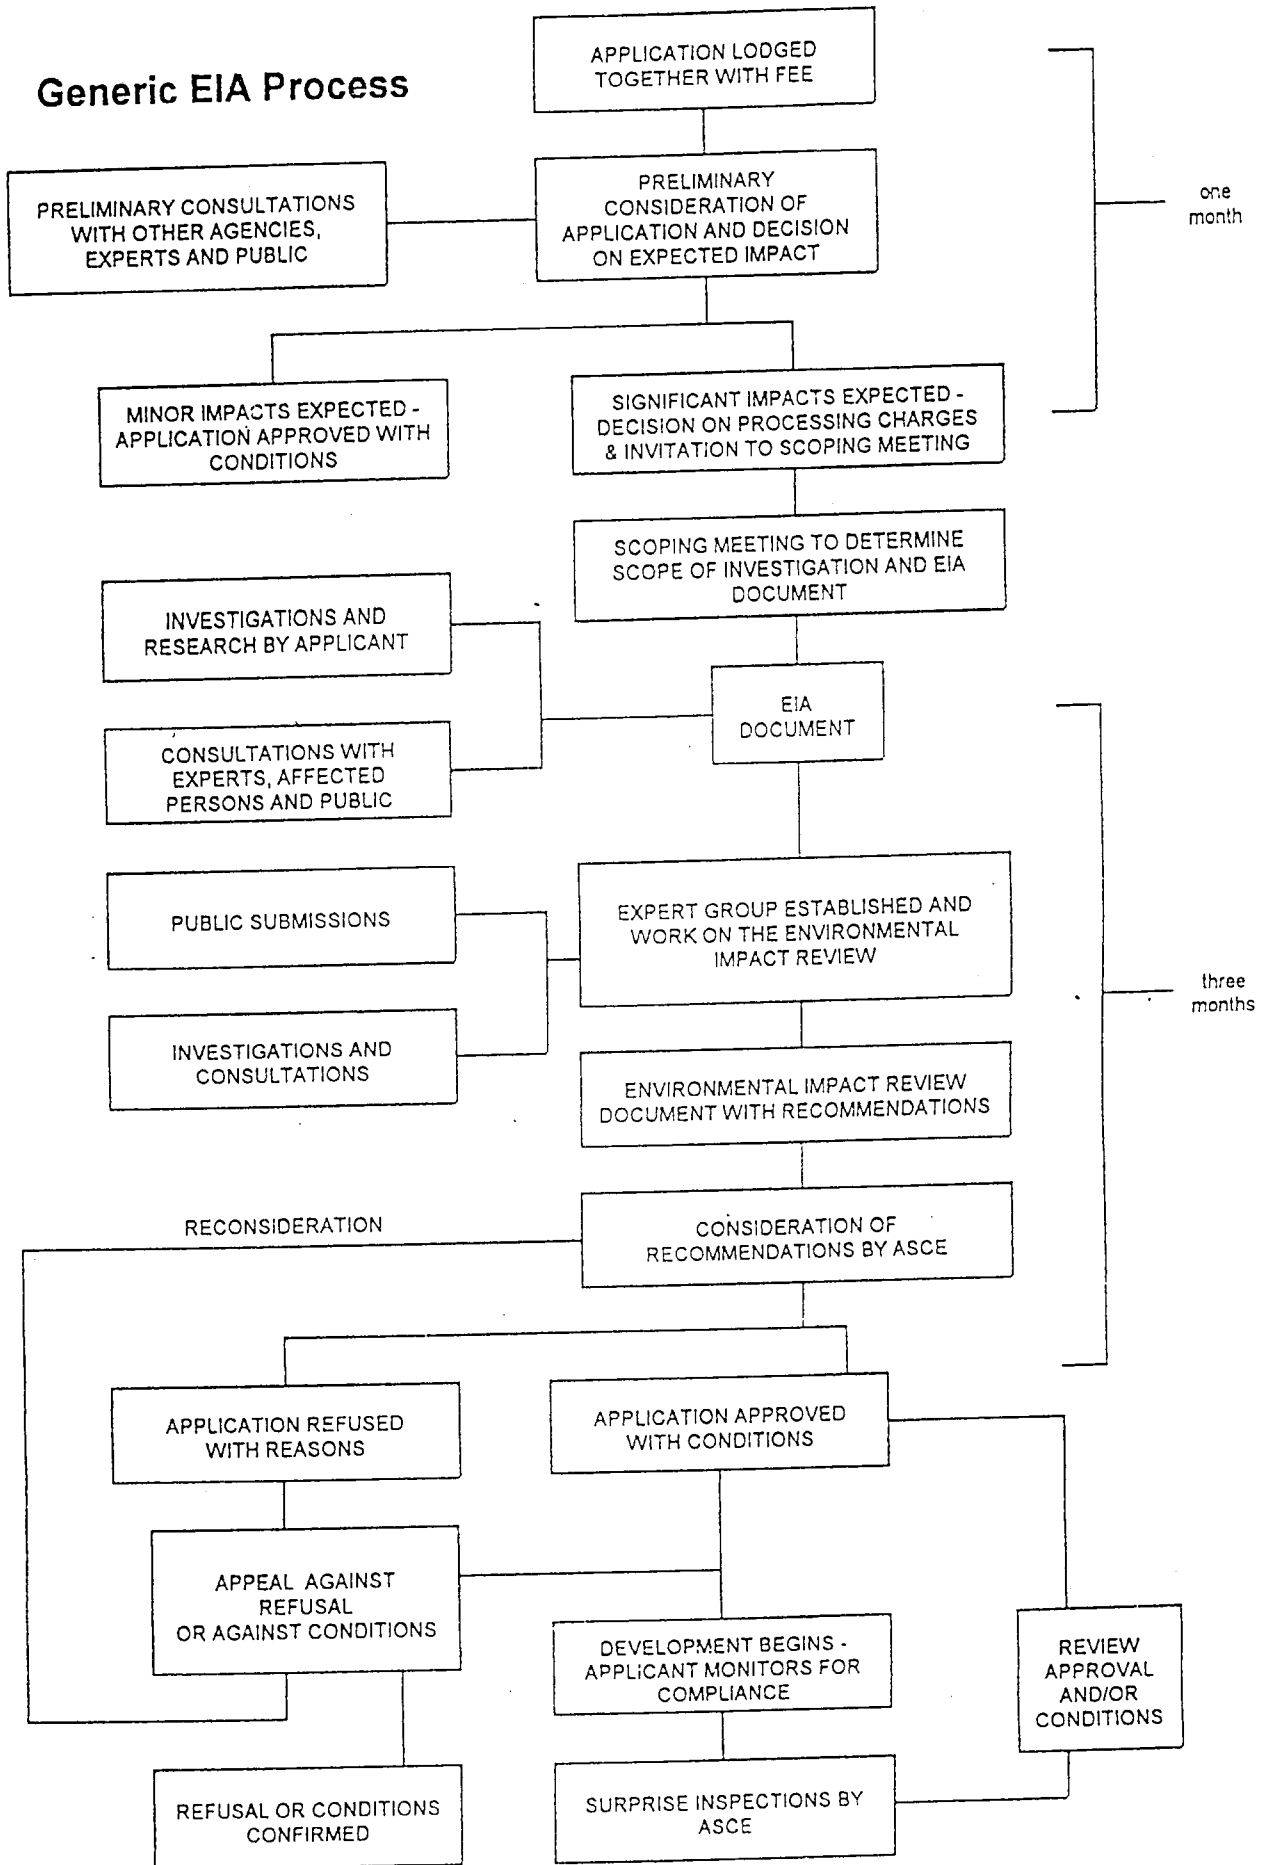 Generic EIA Process
APPLICATION LODGED
TOGETHER WITH FEE
PRELIMINARY CONSULTATIONS
WITH OTHER AGENCIES,
EXPERTS AND PUBLIC
PRELIMINARY
CONSIDERATION OF
APPLICATION AND DECISION
ON EXPECTED IMPACT
one
month
MINOR IMPACTS EXPECTED -
APPLICATION APPROVED WITH
CONDITIONS
SIGNIFICANT IMPACTS EXPECTED -
DECISION ON PROCESSING CHARGES
& INVITATION TO SCOPING MEETING
SCOPING MEETING TO DETERMINE
SCOPE OF INVESTIGATION AND EIA
DOCUMENT
INVESTIGATIONS AND
RESEARCH BY APPLICANT
EIA
DOCUMENT
CONSULTATIONS WITH
EXPERTS, AFFECTED
PERSONS AND PUBLIC
PUBLIC SUBMISSIONS
EXPERT GROUP ESTABLISHED AND
WORK ON THE ENVIRONMENTAL
IMPACT REVIEW
three
months
INVESTIGATIONS AND
CONSULTATIONS
ENVIRONMENTAL IMPACT REVIEW
DOCUMENT WITH RECOMMENDATIONS
RECONSIDERATION
CONSIDERATION OF
RECOMMENDATIONS BY ASCE
APPLICATION REFUSED
WITH REASONS
APPLICATION APPROVED
WITH CONDITIONS
APPEAL AGAINST
REFUSAL
OR AGAINST CONDITIONS
DEVELOPMENT BEGINS -
APPLICANT MONITORS FOR
COMPLIANCE
REVIEW
APPROVAL
AND/OR
CONDITIONS
REFUSAL OR CONDITIONS
CONFIRMED
SURPRISE INSPECTIONS BY
ASCE